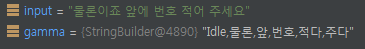 input = "물론이죠 앞에 번호 적어 주세요"
gamma = {StringBuilder@4890} "Idle,물론,앞,번호,적다,주다"